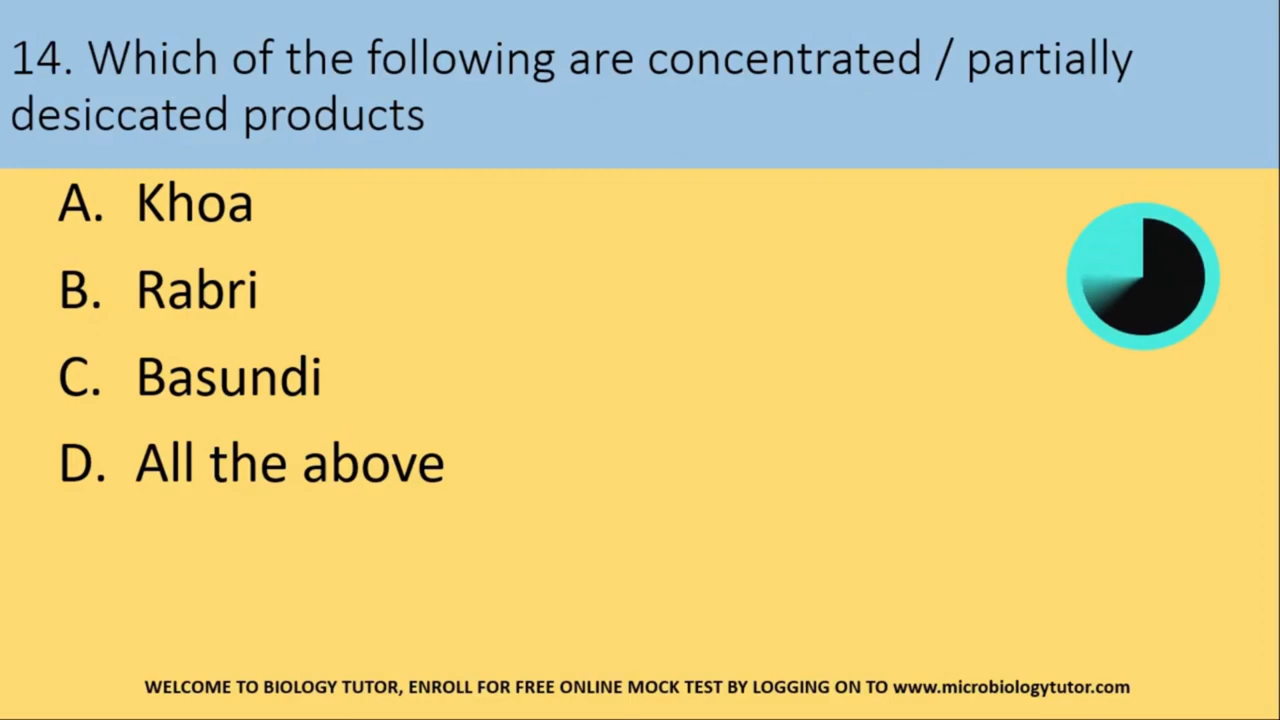 14. Which of the following are concentrated / partially
desiccated products
A. Khoa
B. Rabri
C. Basundi
D. All the above
WELCOME TO BIOLOGY TUTOR, ENROLL FOR FREE ONLINE MOCK TEST BY LOGGING ON TO www.microbiologytutor.com